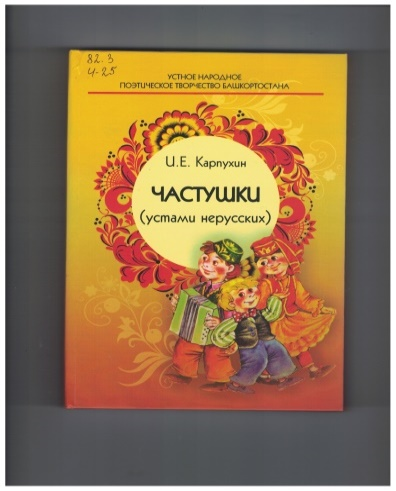 82.3
Ч-25
УСТНОЕ НАРОДНОЕ
ПОЭТИЧЕСКОЕ ТВОРЧЕСТВО БАШКОРТОСТАНА
И.Е. Карпухин
ЧАСТУШКИ
(устами нерусских)